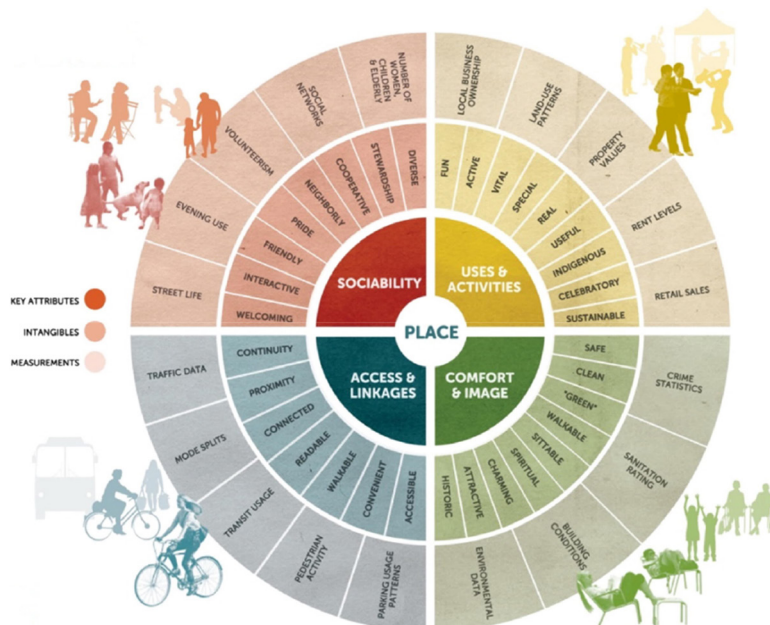 KEY ATTRIBUTES
INTANGIBLES
MEASUREMENTS
PLACE
SOCIABILITY
WELCOMING
INTERACTIVE
FRIENDLY
PRIDE
NEIGHBORLY
COOPERATIVE
STEWARDSHIP
DIVERSE
STREET LIFE
EVENING USE
VOLUNTEERISM
SOCIAL
NETWORKS
NUMBER OF
WOMEN,
CHILDREN
& ELDERLY
USES &
ACTIVITIES
FUN
ACTIVE
VITAL
SPECIAL
REAL
USEFUL
INDIGENOUS
CELEBRATORY
SUSTAINABLE
LOCAL BUSINESS
OWNERSHIP
LAND-USE
PATTERNS
PROPERTY
VALUES
RENT LEVELS
RETAIL SALES
ACCESS &
LINKAGES
CONTINUITY
PROXIMITY
CONNECTED
READABLE
WALKABLE
CONVENIENT
ACCESSIBLE
TRAFFIC DATA
MODE SPLITS
TRANSIT USAGE
PEDESTRIAN
ACTIVITY
PARKING USAGE
PATTERNS
COMFORT
& IMAGE
SAFE
CLEAN
"GREEN"
WALKABLE
SITTABLE
SPIRITUAL
CHARMING
ATTRACTIVE
HISTORIC
CRIME
STATISTICS
SANITATION
RATING
BUILDING
CONDITIONS
ENVIRONMENTAL
DATA